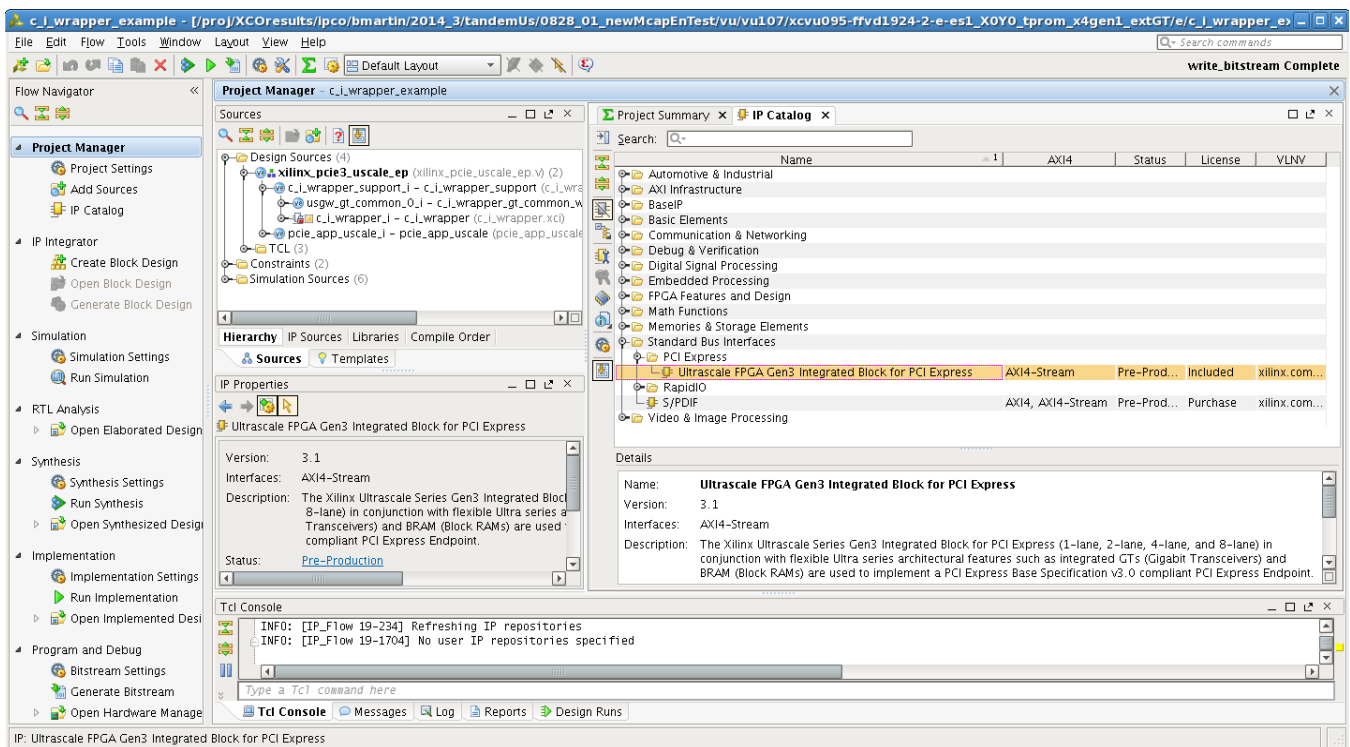 c_i_wrapper_example - [/proj/XCOresults/ipco/bmartin/2014_3/tandemUs/0828_01_newMcapEnTest/vu/vu107/xcvu095-ffvd1924-2-e-es1_X0Y0_tprom_x4gen1_extGT/e/c_i_wrapper_e
File Edit Flow Tools Window Layout View Help
Search commands
Default Layout
write_bitstream Complete
Flow Navigator
Project Manager
Project Settings
Add Sources
IP Catalog
IP Integrator
Create Block Design
Open Block Design
Generate Block Design
Simulation
Simulation Settings
Run Simulation
RTL Analysis
Open Elaborated Design
Synthesis
Synthesis Settings
Run Synthesis
Open Synthesized Desig
Implementation
Implementation Settings
Run Implementation
Open Implemented Desi
Program and Debug
Bitstream Settings
Generate Bitstream
Open Hardware Manage
Project Manager - c_i_wrapper_example
Sources
Design Sources (4)
xilinx_pcie3_uscale_ep (xilinx_pcie_uscale_ep.v) (2)
c_i_wrapper_support_i - c_i_wrapper_support (c_i_wra
usgw_gt_common_0_i - c_i_wrapper_gt_common_w
c_i_wrapper_i - c_i_wrapper (c_i_wrapper.xci)
pcie_app_uscale_i - pcie_app_uscale (pcie_app_uscale
TCL (3)
Constraints (2)
Simulation Sources (6)
Hierarchy IP Sources Libraries Compile Order
Sources Templates
IP Properties
Ultrascale FPGA Gen3 Integrated Block for PCI Express
Version: 3.1
Interfaces: AXI4-Stream
Description: The Xilinx Ultrascale Series Gen3 Integrated Block
8-lane) in conjunction with flexible Ultra series a
Transceivers) and BRAM (Block RAMs) are used
compliant PCI Express Endpoint.
Status: Pre-Production
Project Summary IP Catalog
Search:
Name 1 AXI4 Status License VLNV
Automotive & Industrial
AXI Infrastructure
BaseIP
Basic Elements
Communication & Networking
Debug & Verification
Digital Signal Processing
Embedded Processing
FPGA Features and Design
Math Functions
Memories & Storage Elements
Standard Bus Interfaces
PCI Express
Ultrascale FPGA Gen3 Integrated Block for PCI Express AXI4-Stream Pre-Prod... Included xilinx.com...
RapidIO
S/PDIF AXI4, AXI4-Stream Pre-Prod... Purchase xilinx.com...
Video & Image Processing
Details
Name: Ultrascale FPGA Gen3 Integrated Block for PCI Express
Version: 3.1
Interfaces: AXI4-Stream
Description: The Xilinx Ultrascale Series Gen3 Integrated Block for PCI Express (1-lane, 2-lane, 4-lane, and 8-lane) in
conjunction with flexible Ultra series architectural features such as integrated GTs (Gigabit Transceivers) and
BRAM (Block RAMs) are used to implement a PCI Express Base Specification v3.0 compliant PCI Express Endpoint.
Tcl Console
INFO: [IP_Flow 19-234] Refreshing IP repositories
INFO: [IP_Flow 19-1704] No user IP repositories specified
Type a Tcl command here
Tcl Console Messages Log Reports Design Runs
IP: Ultrascale FPGA Gen3 Integrated Block for PCI Express